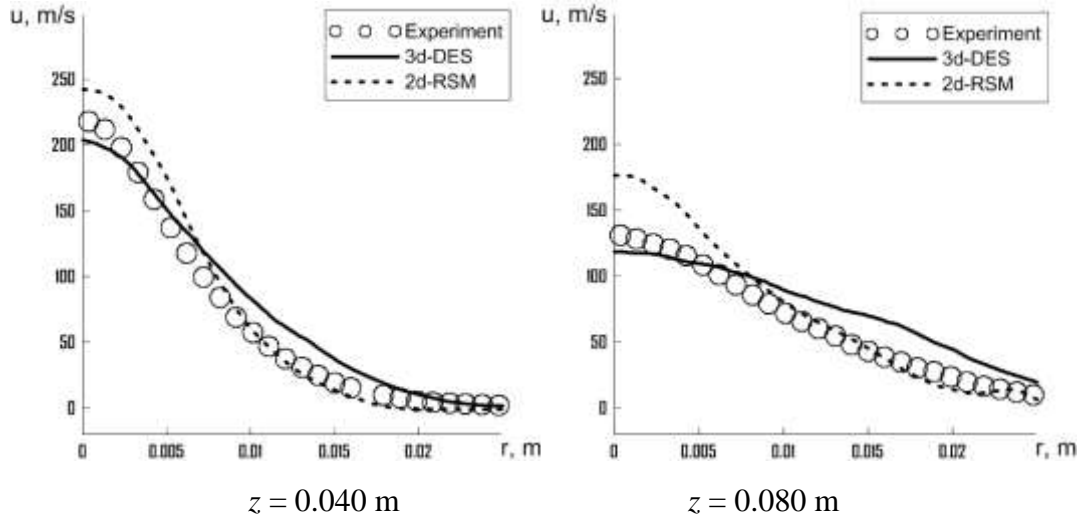 u, m/s
Experiment
3d-DES
2d-RSM
250
200
150
100
50
0
0 0.005 0.01 0.015 0.02 r, m
z = 0.040 m
u, m/s
Experiment
3d-DES
2d-RSM
250
200
150
100
50
0
0 0.005 0.01 0.015 0.02 r, m
z = 0.080 m